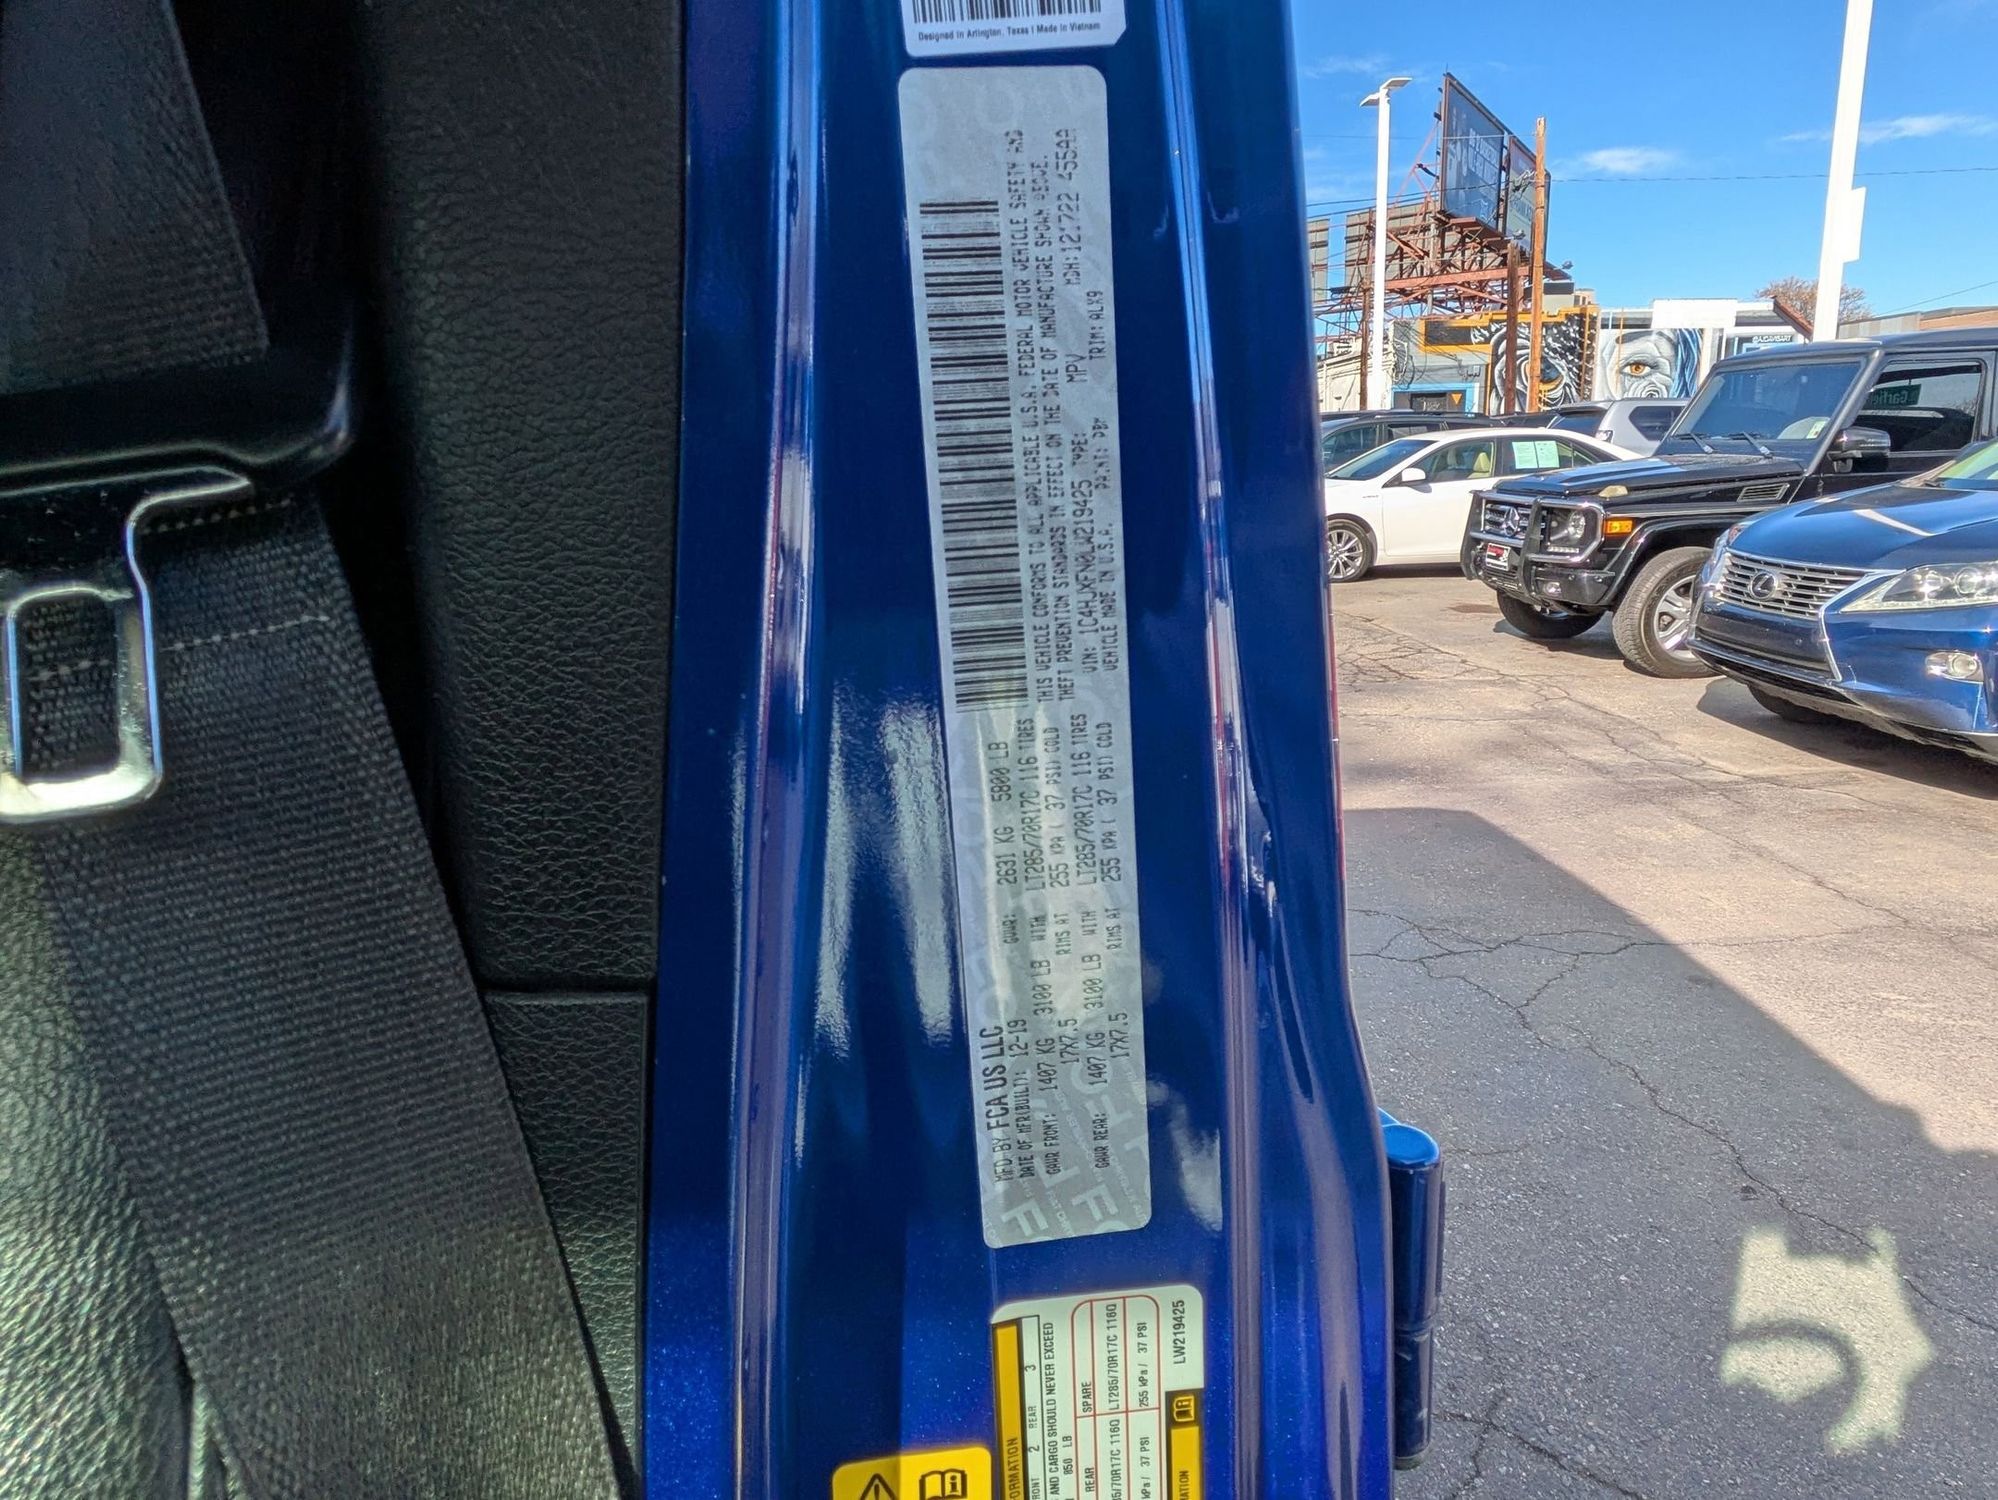 Designed in Arlington, Texas | Made in Vietnam
MFD BY FCA US LLC
DATE OF MFR/BUILT: 12-19 GVWR: 2631 KG 5800 LB
GAWR FRONT: 1407 KG 3100 LB WITH LT285/70R17C 116 TIRES
17X7.5 RIMS AT 255 KPA ( 37 PSI) COLD
GAWR REAR: 1407 KG 3100 LB WITH LT285/70R17C 116 TIRES
17X7.5 RIMS AT 255 KPA ( 37 PSI) COLD
THIS VEHICLE CONFORMS TO ALL APPLICABLE U.S.A. FEDERAL MOTOR VEHICLE SAFETY AND
THEFT PREVENTION STANDARDS IN EFFECT ON THE DATE OF MANUFACTURE SHOWN ABOVE.
VIN: 1C4HJXFN0LW219425 TYPE: MPV MDH: 121722 455AA
VEHICLE MADE IN U.S.A. PAINT: TRIM: ALX9
2 REAR 3
AND CARGO SHOULD NEVER EXCEED
850 LB
REAR SPARE
70R17C 116Q LT285/70R17C 116Q
37 PSI 255 kPa / 37 PSI
LW219425